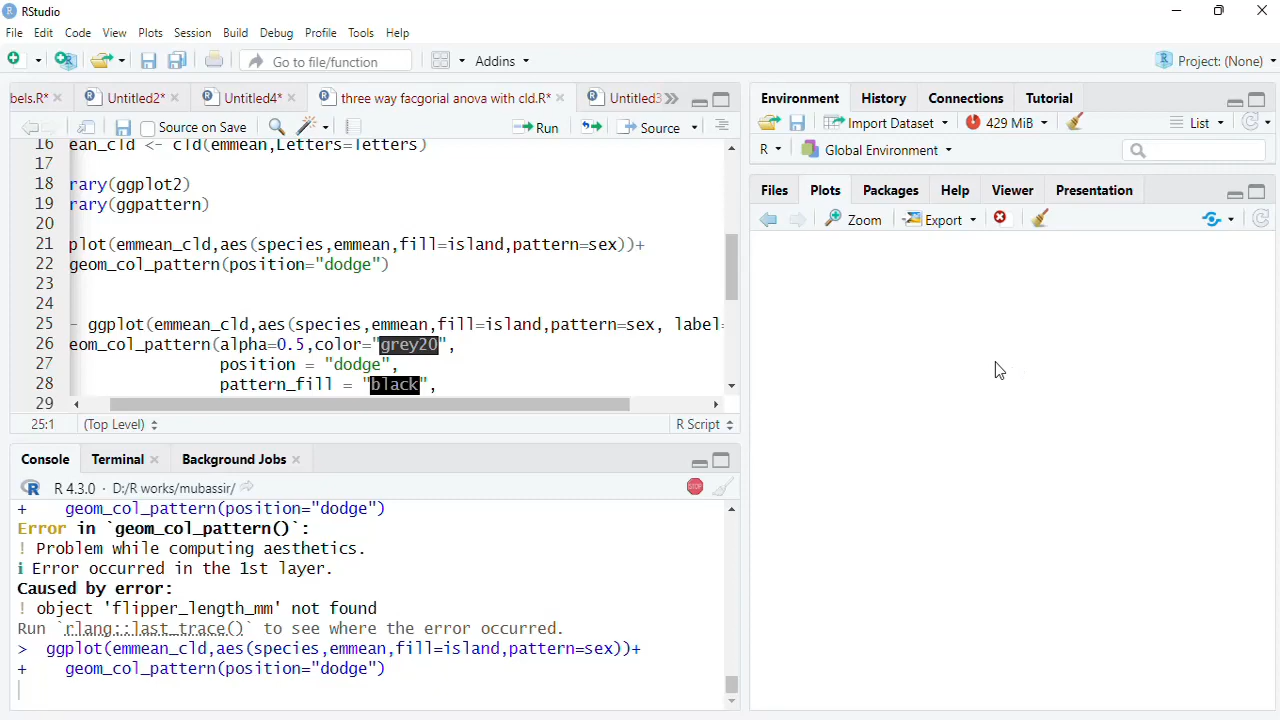 RStudio
File Edit Code View Plots Session Build Debug Profile Tools Help
Go to file/function Addins Project: (None)
bels.R* Untitled2* Untitled4* three way facgorial anova with cld.R* Untitled3
Source on Save Run Source
16 ean_cld <- cld(emmean,Letters=letters)
17
18 rary(ggplot2)
19 rary(ggpattern)
20
21 plot(emmean_cld,aes(species,emmean,fill=island,pattern=sex))+
22 geom_col_pattern(position="dodge")
23
24
25 - ggplot(emmean_cld,aes(species,emmean,fill=island,pattern=sex, label=
26 eom_col_pattern(alpha=0.5,color="grey20",
27 position = "dodge",
28 pattern_fill = "black",
29
25:1 (Top Level) R Script
Console Terminal Background Jobs
R 4.3.0 · D:/R works/mubassir/
+ geom_col_pattern(position="dodge")
Error in `geom_col_pattern()`:
! Problem while computing aesthetics.
i Error occurred in the 1st layer.
Caused by error:
! object 'flipper_length_mm' not found
Run `rlang::last_trace()` to see where the error occurred.
> ggplot(emmean_cld,aes(species,emmean,fill=island,pattern=sex))+
+ geom_col_pattern(position="dodge")
Environment History Connections Tutorial
Import Dataset 429 MiB List
R Global Environment
Files Plots Packages Help Viewer Presentation
Zoom Export